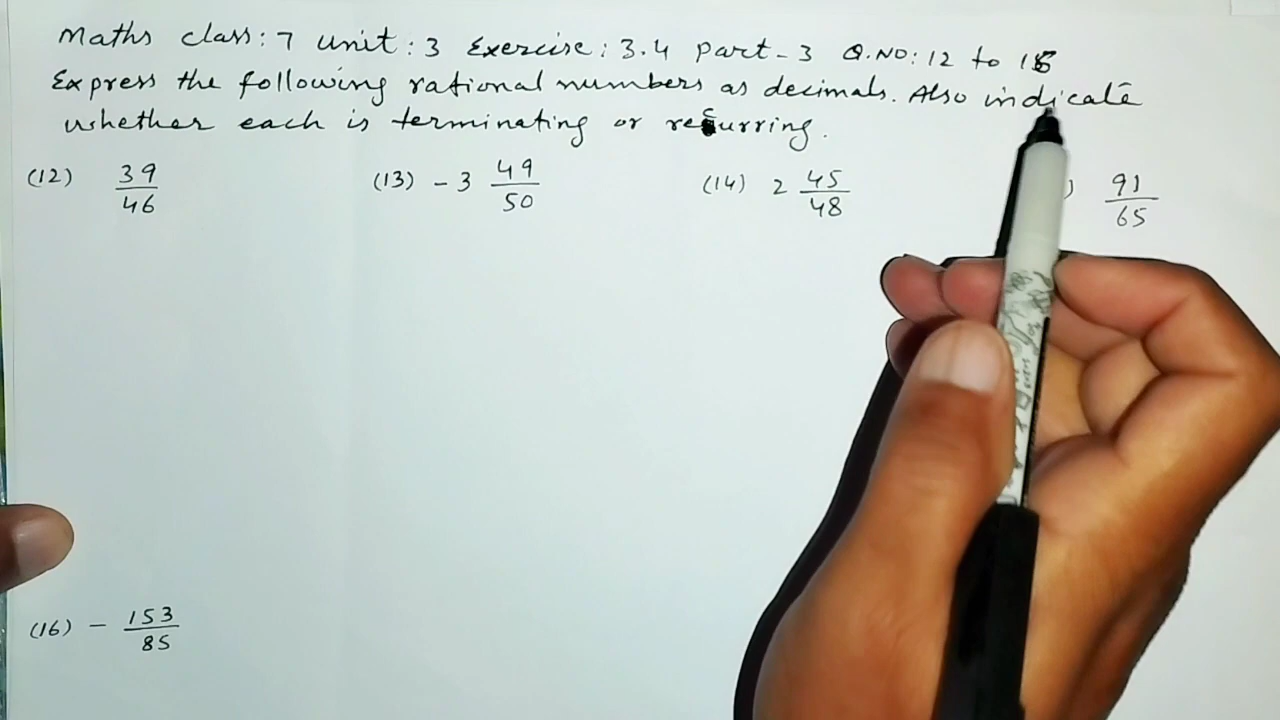 Maths class: 7 Unit: 3 Exercise: 3.4 part-3 Q.NO: 12 to 16
Express the following rational numbers as decimals. Also indicate
whether each is terminating or recurring.
(12) 39/46 (13) -3 49/50 (14) 2 45/48 ) 91/65
(16) - 153/85